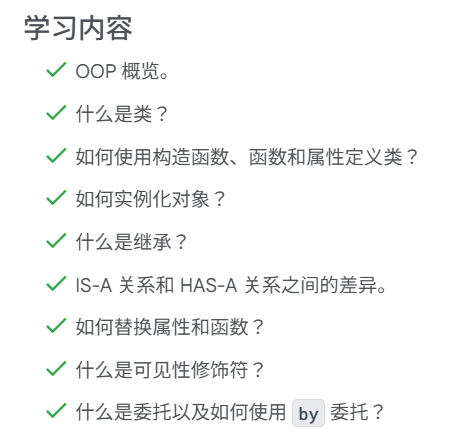 学习内容
OOP 概览。
什么是类？
如何使用构造函数、函数和属性定义类？
如何实例化对象？
什么是继承？
IS-A 关系和 HAS-A 关系之间的差异。
如何替换属性和函数？
什么是可见性修饰符？
什么是委托以及如何使用 by 委托？